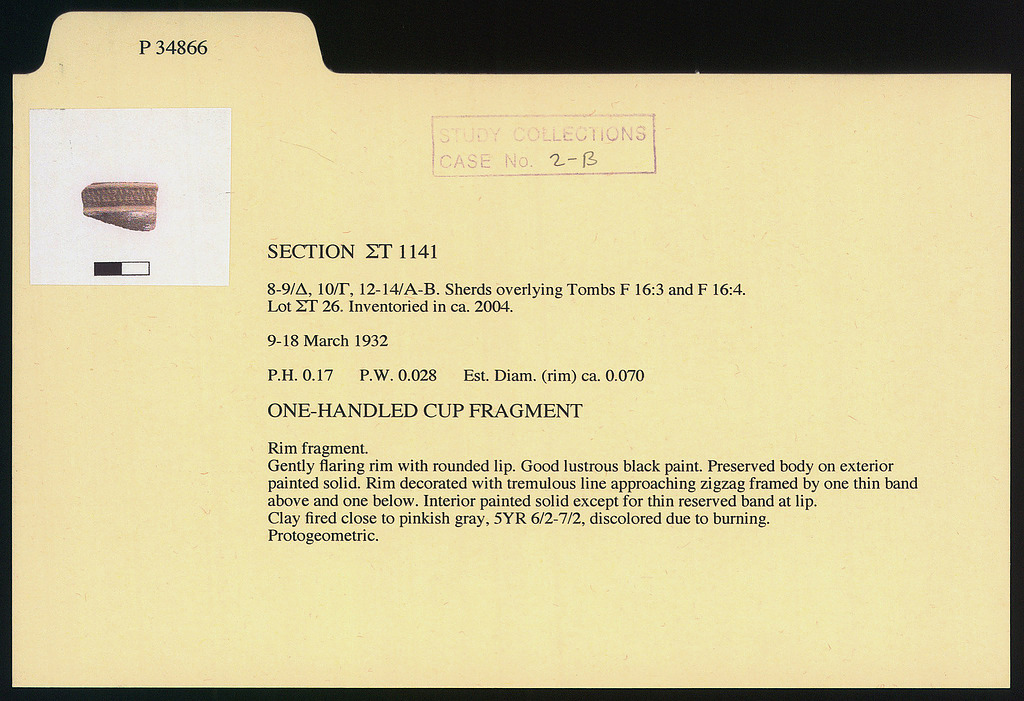 P 34866
STUDY COLLECTIONS
CASE No. 2-B
SECTION ΣΤ 1141
8-9/Δ, 10/Γ, 12-14/Α-Β. Sherds overlying Tombs F 16:3 and F 16:4.
Lot ΣΤ 26. Inventoried in ca. 2004.
9-18 March 1932
P.H. 0.17 P.W. 0.028 Est. Diam. (rim) ca. 0.070
ONE-HANDLED CUP FRAGMENT
Rim fragment.
Gently flaring rim with rounded lip. Good lustrous black paint. Preserved body on exterior
painted solid. Rim decorated with tremulous line approaching zigzag framed by one thin band
above and one below. Interior painted solid except for thin reserved band at lip.
Clay fired close to pinkish gray, 5YR 6/2-7/2, discolored due to burning.
Protogeometric.